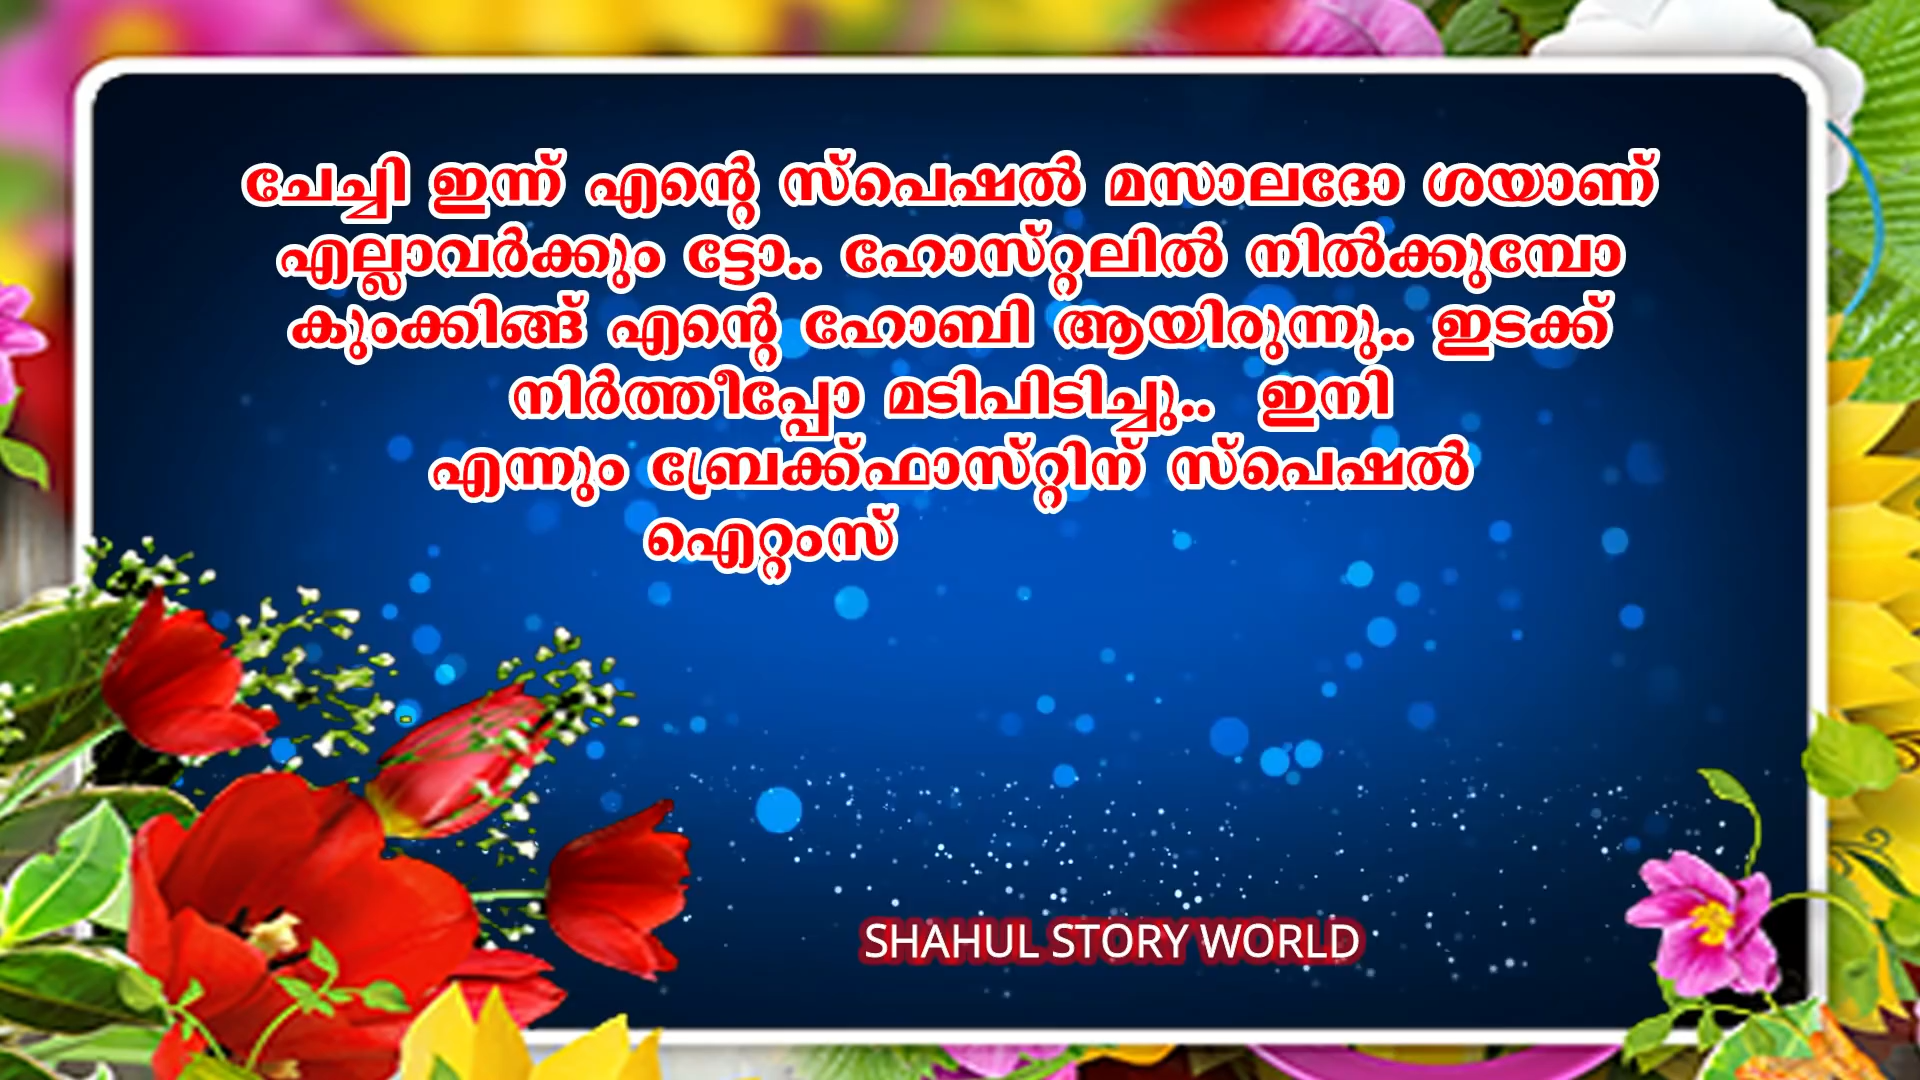 ചേച്ചി ഇന്ന് എന്റെ സ്പെഷൽ മസാലദോ ശയാണ്
എല്ലാവർക്കും ട്ടോ.. ഹോസ്റ്റലിൽ നിൽക്കുമ്പോ
കുംക്കിങ്ങ് എന്റെ ഹോബി ആയിരുന്നു.. ഇടക്ക്
നിർത്തീപ്പോ മടിപിടിച്ചു.. ഇനി
എന്നും ബ്രേക്ക്ഫാസ്റ്റിന് സ്പെഷൽ
ഐറ്റംസ്
SHAHUL STORY WORLD